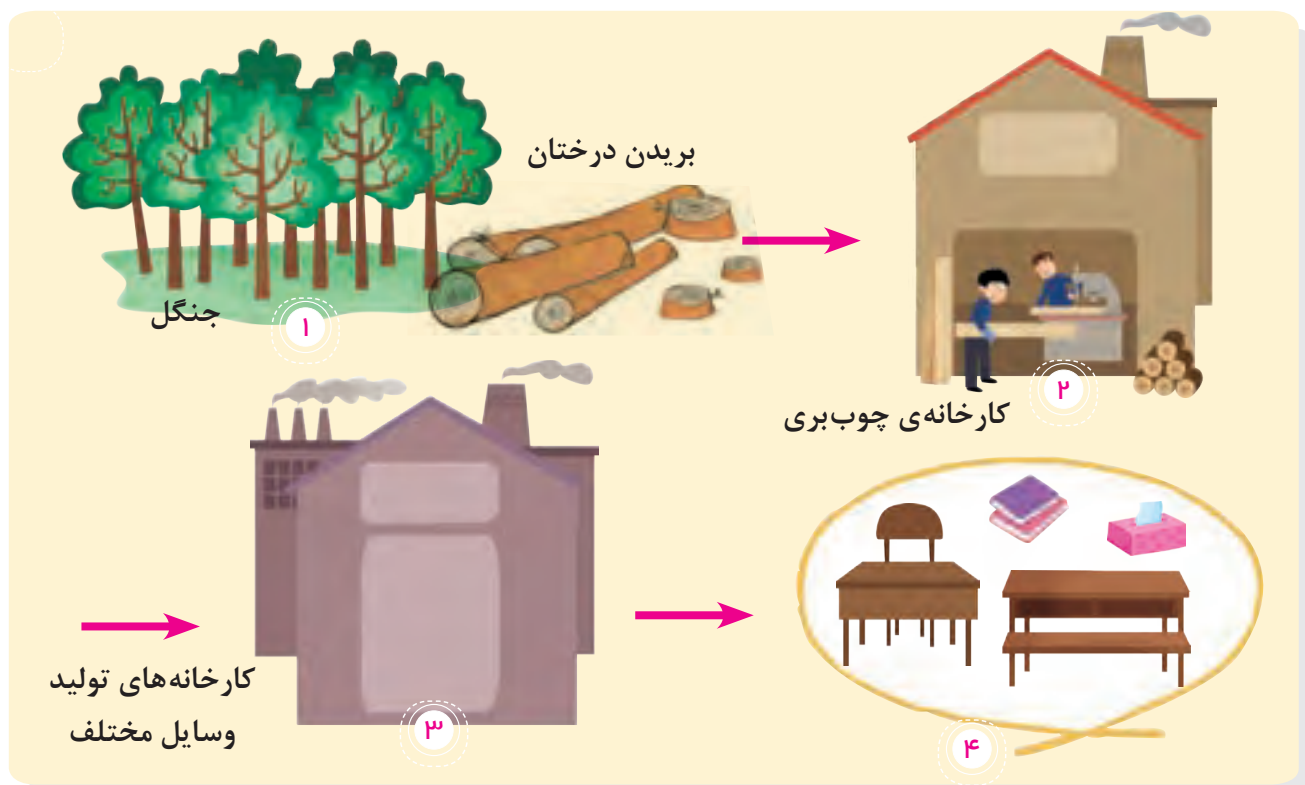 بریدن درختان
جنگل
۱
۲
کارخانه‌ی چوب‌بری
کارخانه‌های تولید
وسایل مختلف
۳
۴